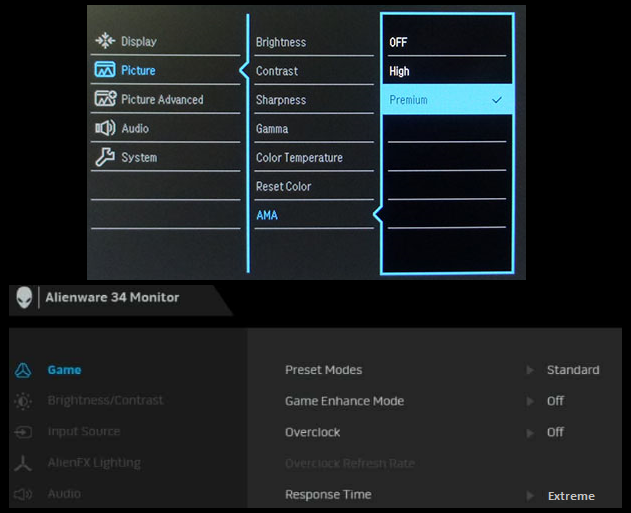 Display
Picture
Picture Advanced
Audio
System
Brightness
Contrast
Sharpness
Gamma
Color Temperature
Reset Color
AMA
OFF
High
Premium
Alienware 34 Monitor
Game
Brightness/Contrast
Input Source
AlienFX Lighting
Audio
Preset Modes Standard
Game Enhance Mode Off
Overclock Off
Overclock Refresh Rate
Response Time Extreme